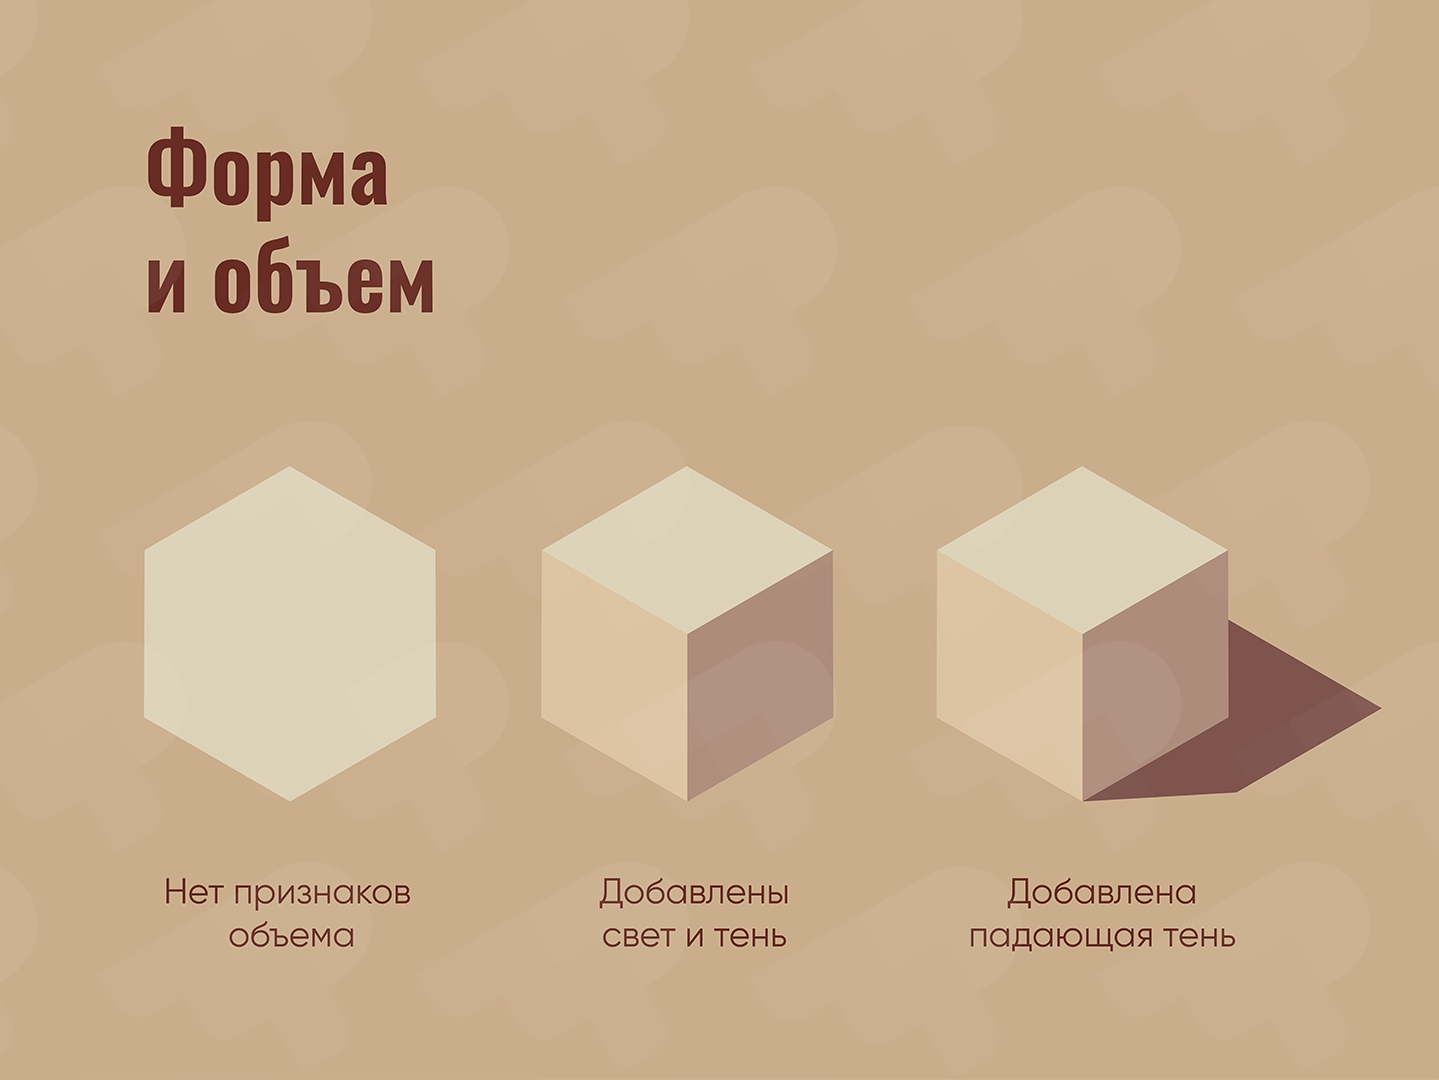 Форма
и объем
Нет признаков
объема
Добавлены
свет и тень
Добавлена
падающая тень